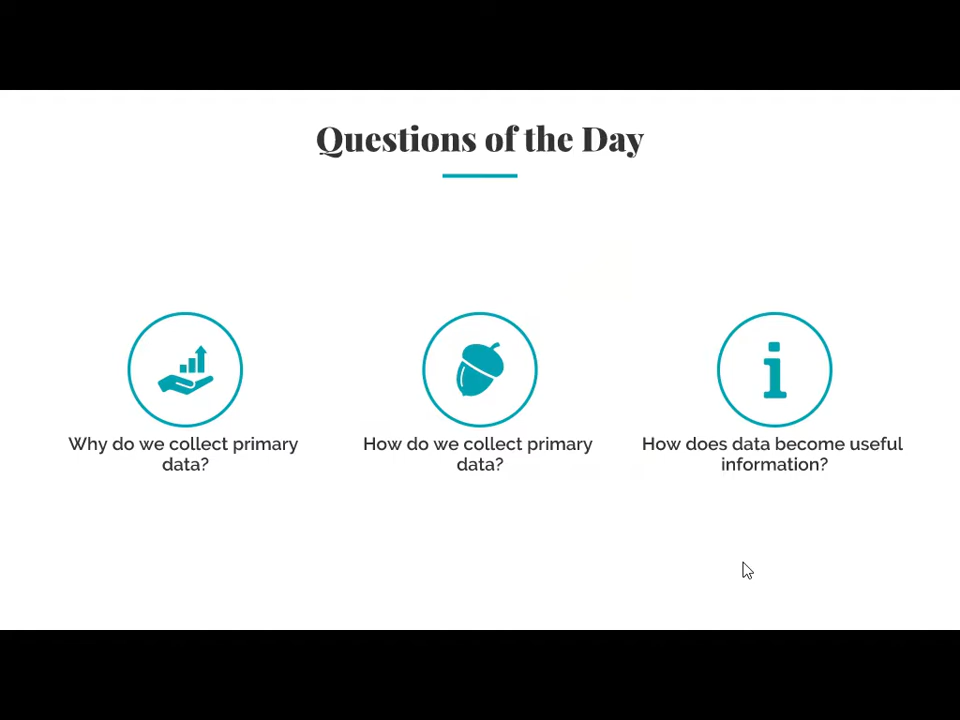 Questions of the Day
Why do we collect primary
data?
How do we collect primary
data?
How does data become useful
information?